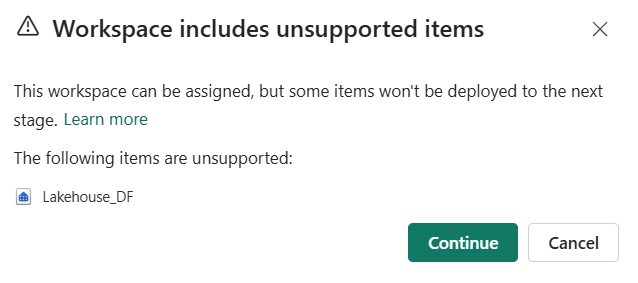 Workspace includes unsupported items
This workspace can be assigned, but some items won't be deployed to the next
stage. Learn more
The following items are unsupported:
Lakehouse_DF
Continue Cancel